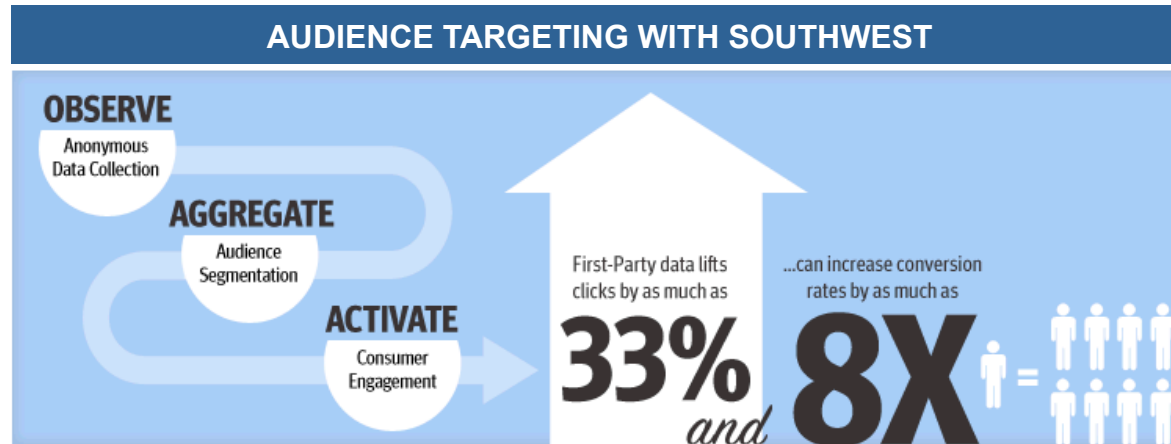 AUDIENCE TARGETING WITH SOUTHWEST
OBSERVE
Anonymous
Data Collection
AGGREGATE
Audience
Segmentation
ACTIVATE
Consumer
Engagement
First-Party data lifts
clicks by as much as
33%
and
...can increase conversion
rates by as much as
8X
=